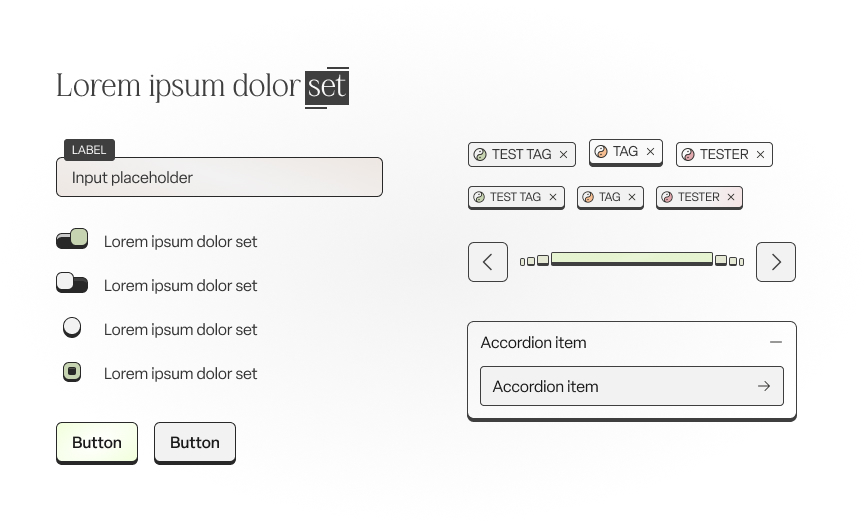 Lorem ipsum dolor set
LABEL
Input placeholder
Lorem ipsum dolor set
Lorem ipsum dolor set
Lorem ipsum dolor set
Lorem ipsum dolor set
Button Button
TEST TAG TAG TESTER
TEST TAG TAG TESTER
Accordion item
Accordion item